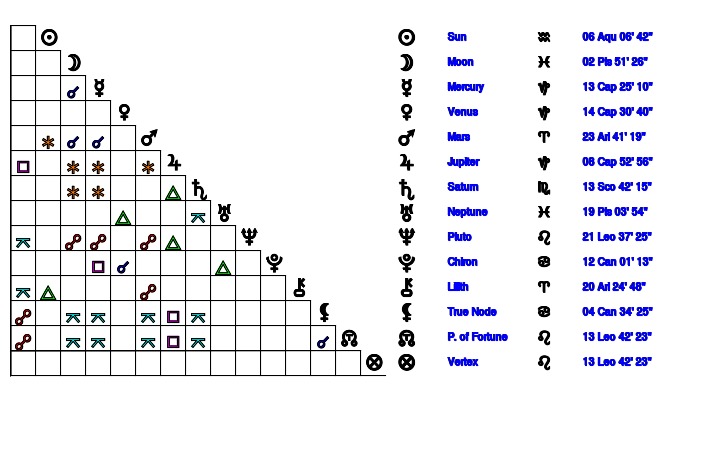 Sun 06 Aqu 06' 42"
Moon 02 Pis 51' 26"
Mercury 13 Cap 25' 10"
Venus 14 Cap 30' 40"
Mars 23 Ari 41' 19"
Jupiter 08 Cap 52' 56"
Saturn 13 Sco 42' 15"
Neptune 19 Pis 03' 54"
Pluto 21 Leo 37' 25"
Chiron 12 Can 01' 13"
Lilith 20 Ari 24' 48"
True Node 04 Can 34' 25"
P. of Fortune 13 Leo 42' 23"
Vertex 13 Leo 42' 23"